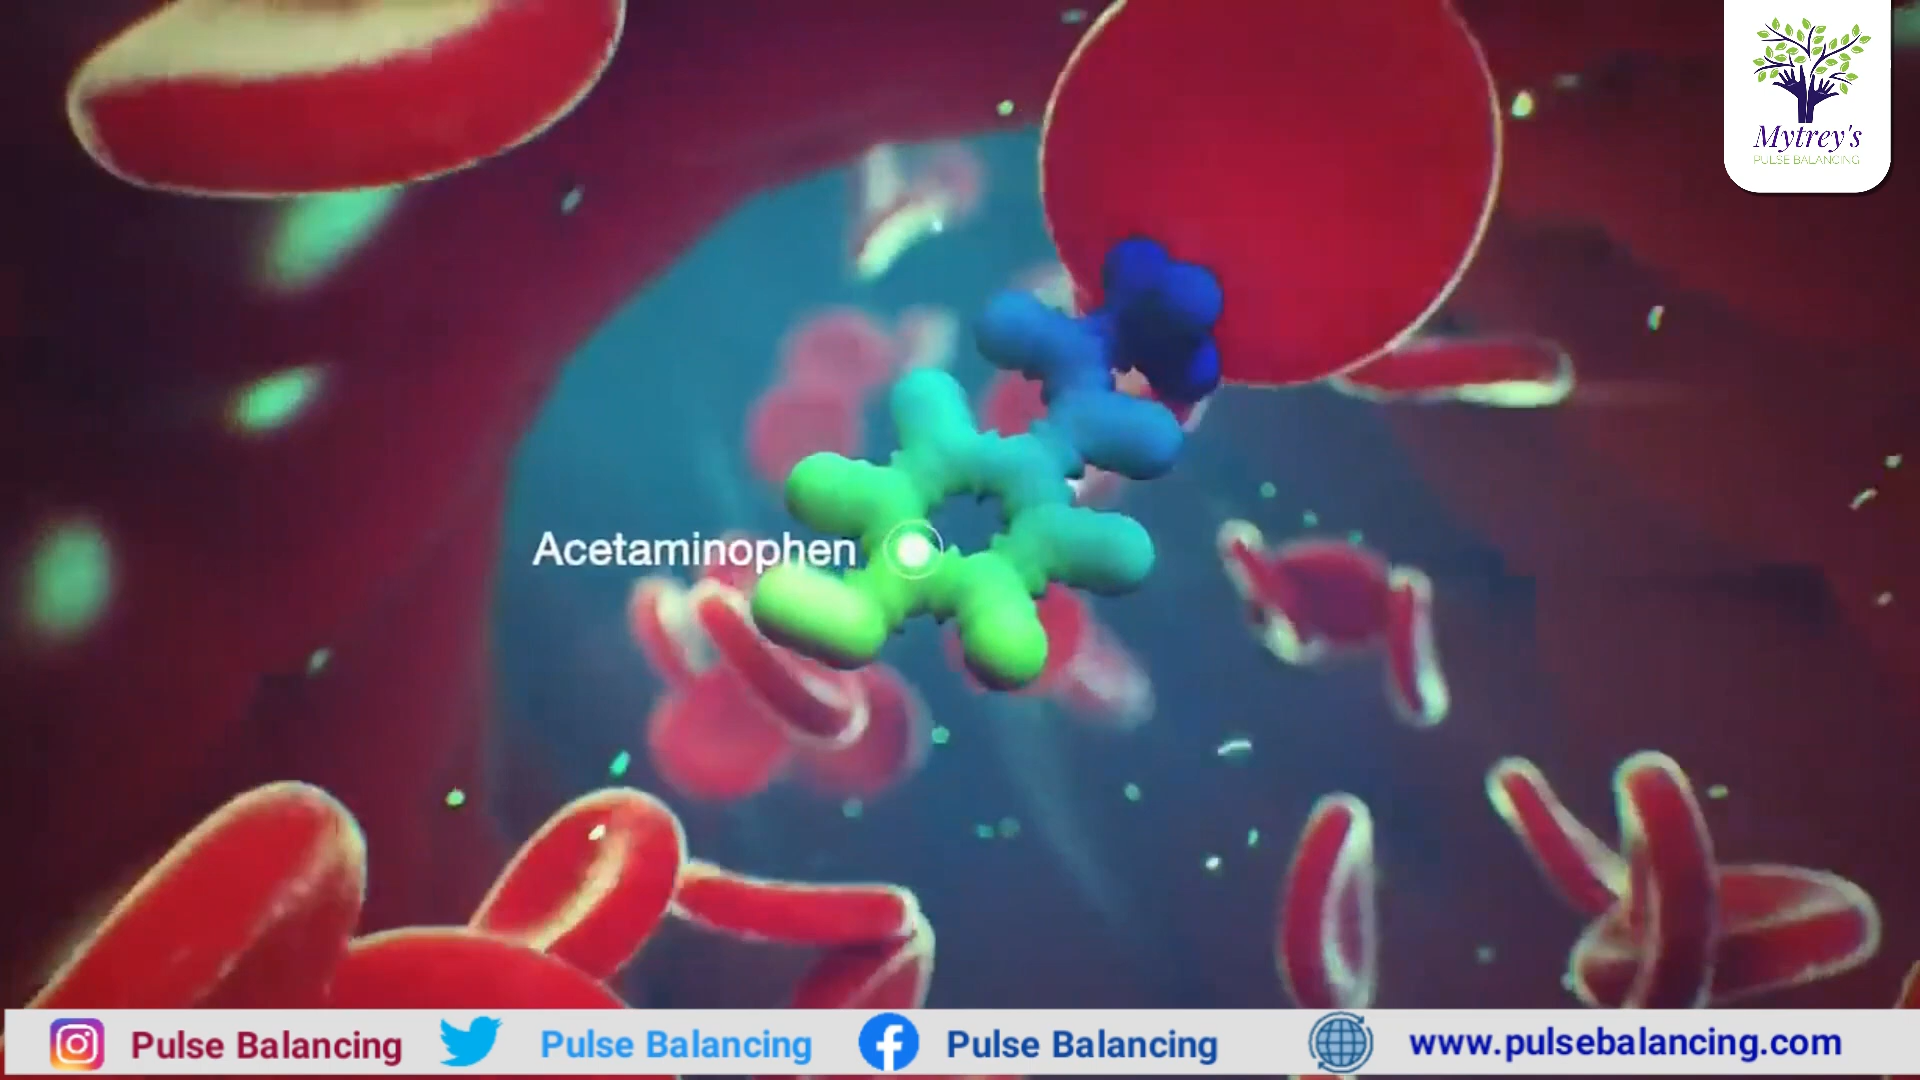 Mytrey's
PULSE BALANCING
Acetaminophen
Pulse Balancing
Pulse Balancing
Pulse Balancing
www.pulsebalancing.com